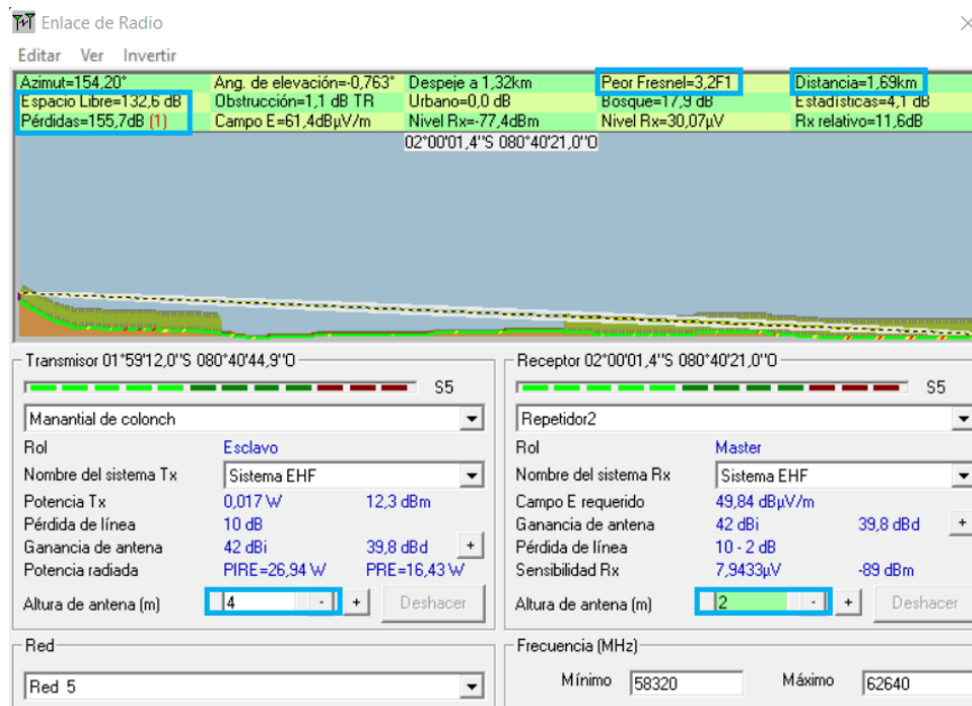 Enlace de Radio
Editar Ver Invertir
Azimut=154,20° Ang. de elevación=-0,763° Despeje a 1,32km Peor Fresnel=3,2F1 Distancia=1,69km
Espacio Libre=132,6 dB Obstrucción=1,1 dB TR Urbano=0,0 dB Bosque=17,9 dB Estadísticas=4,1 dB
Pérdidas=155,7dB (1) Campo E=61,4dBμV/m Nivel Rx=-77,4dBm Nivel Rx=30,07μV Rx relativo=11,6dB
02°00'01,4"S 080°40'21,0"O
Transmisor 01°59'12,0"S 080°40'44,9"O
S5
Manantial de colonch
Rol Esclavo
Nombre del sistema Tx Sistema EHF
Potencia Tx 0,017 W 12,3 dBm
Pérdida de línea 10 dB
Ganancia de antena 42 dBi 39,8 dBd +
Potencia radiada PIRE=26,94 W PRE=16,43 W
Altura de antena (m) 4 - + Deshacer
Red
Red 5
Receptor 02°00'01,4"S 080°40'21,0"O
S5
Repetidor2
Rol Master
Nombre del sistema Rx Sistema EHF
Campo E requerido 49,84 dBμV/m
Ganancia de antena 42 dBi 39,8 dBd +
Pérdida de línea 10 - 2 dB
Sensibilidad Rx 7,9433μV -89 dBm
Altura de antena (m) 2 - + Deshacer
Frecuencia (MHz)
Mínimo 58320 Máximo 62640